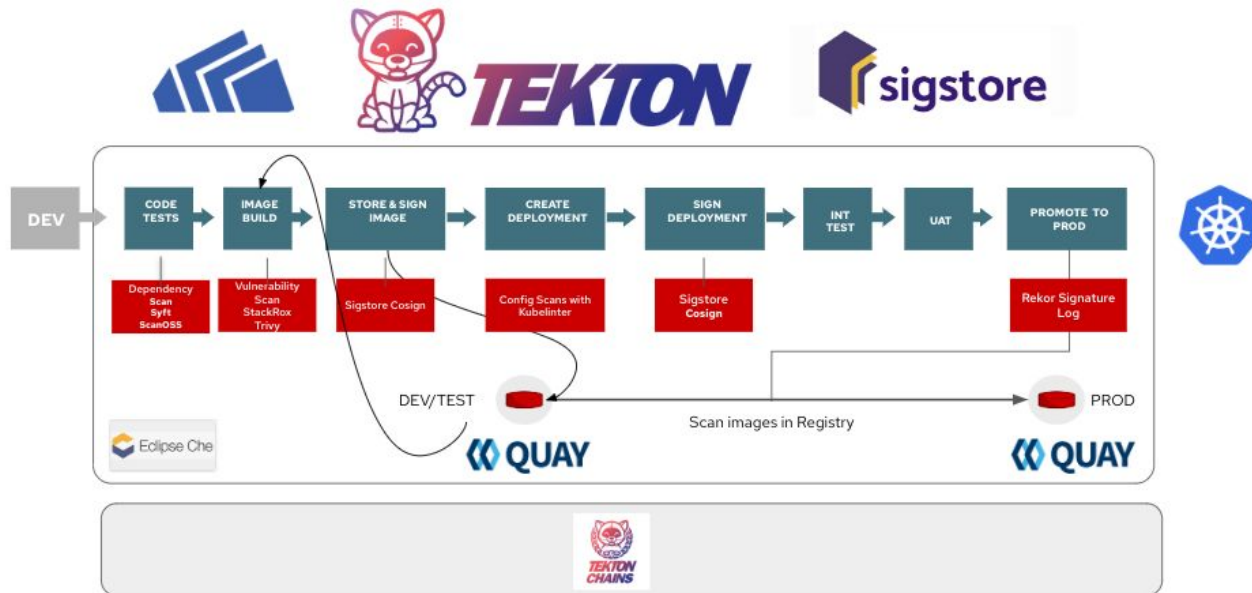 TEKTON
sigstore
DEV
CODE
TESTS
IMAGE
BUILD
STORE & SIGN
IMAGE
CREATE
DEPLOYMENT
SIGN
DEPLOYMENT
INT
TEST
UAT
PROMOTE TO
PROD
Dependency
Scan
Syft
ScanOSS
Vulnerability
Scan
StackRox
Trivy
Sigstore Cosign
Config Scans with
Kubelinter
Sigstore
Cosign
Rekor Signature
Log
DEV/TEST
PROD
Scan images in Registry
Eclipse Che
QUAY
QUAY
TEKTON
CHAINS